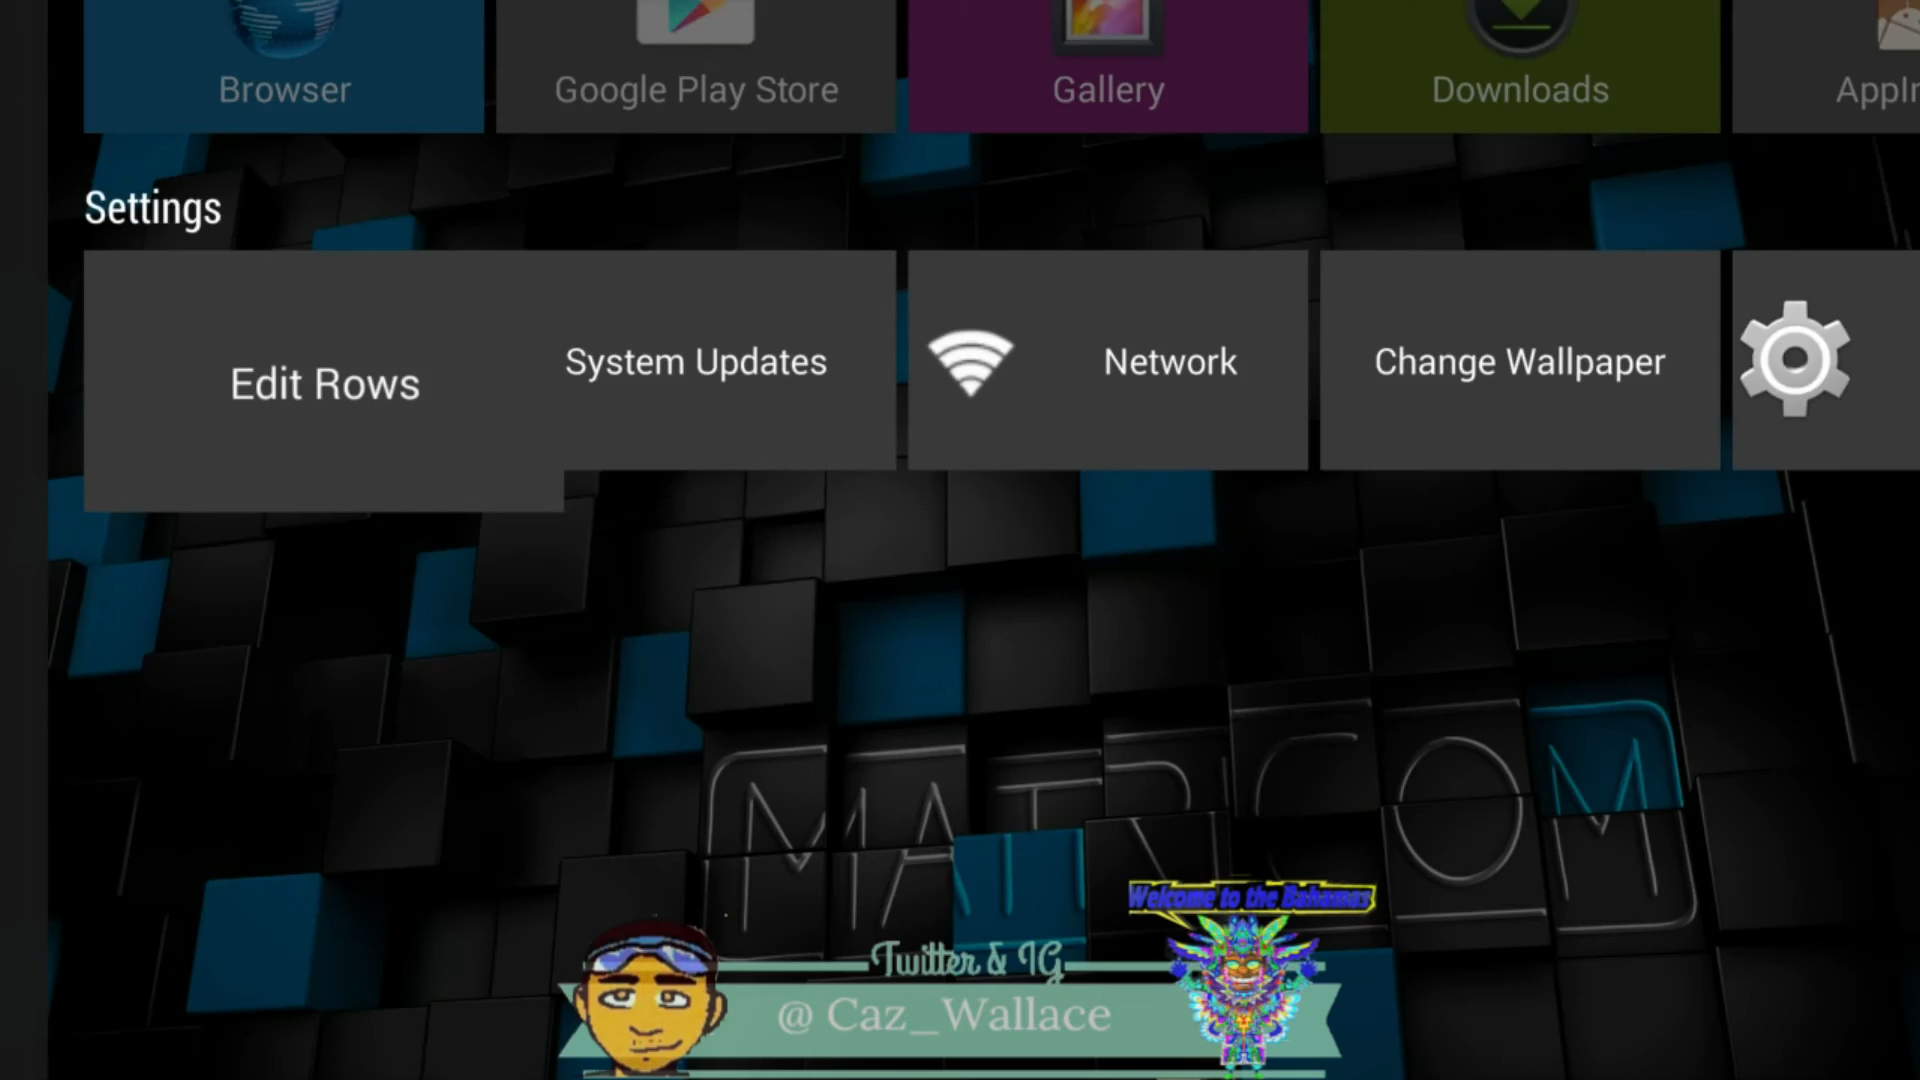 Browser
Google Play Store
Gallery
Downloads
Settings
Edit Rows
System Updates
Network
Change Wallpaper
MATRICOM
Welcome to the Bahamas
Twitter & IG
@ Caz_Wallace